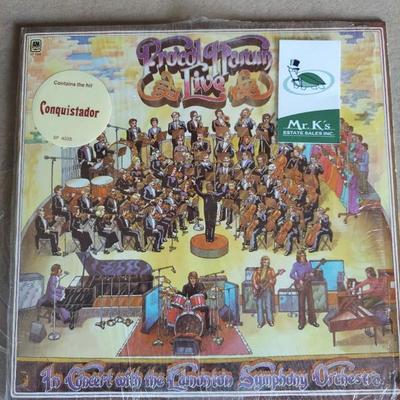 A&M
Procol Harum
Live
Contains the hit
Conquistador
SP 4335
Mr. K's
ESTATE SALES INC.
In Concert with the Edmonton Symphony Orchestra